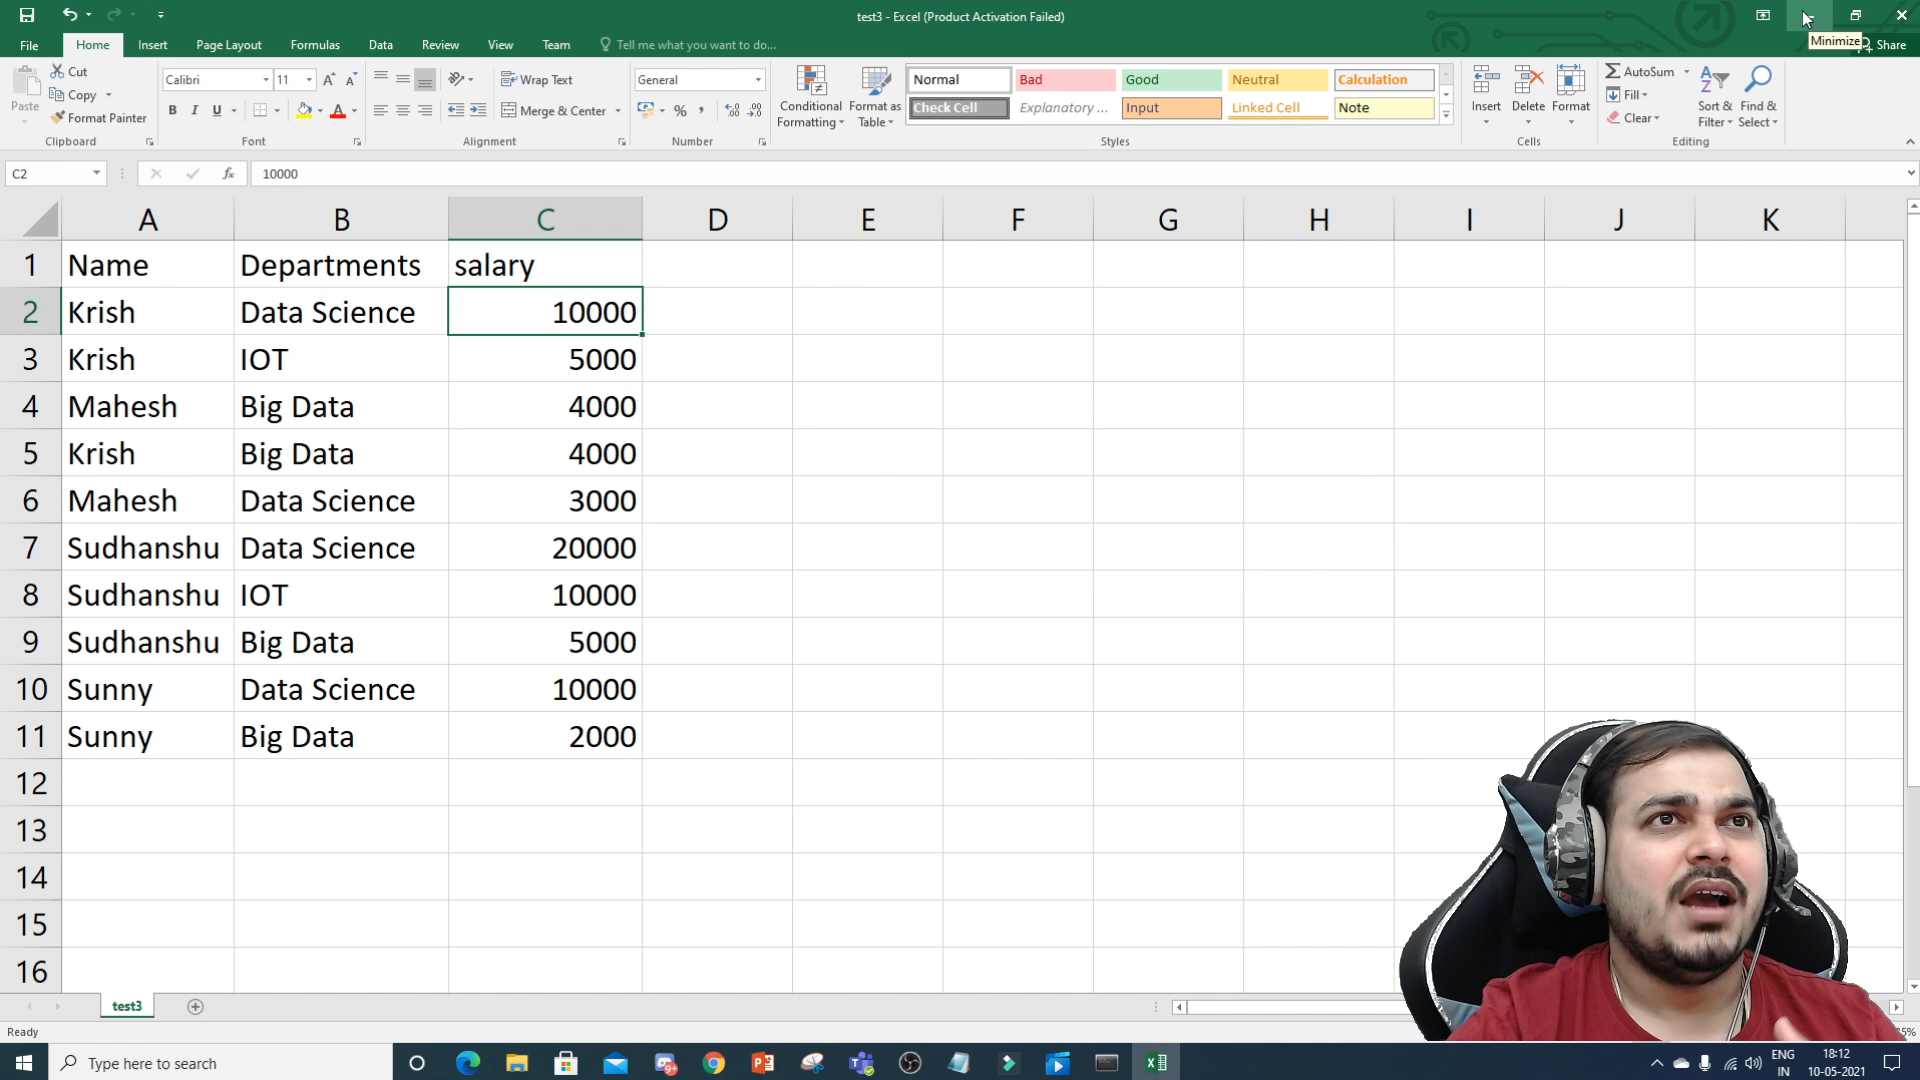 test3 - Excel (Product Activation Failed)
Minimize
File Home Insert Page Layout Formulas Data Review View Team Tell me what you want to do... Share
Paste
Cut
Copy
Format Painter
Clipboard
Calibri 11
B I U
Font
Wrap Text
Merge & Center
Alignment
General
%
Number
Conditional Formatting
Format as Table
Normal Bad Good Neutral Calculation
Check Cell Explanatory ... Input Linked Cell Note
Styles
Insert Delete Format
Cells
AutoSum
Fill
Clear
Sort & Filter
Find & Select
Editing
C2 fx 10000
A B C D E F G H I J K
1 Name Departments salary
2 Krish Data Science 10000
3 Krish IOT 5000
4 Mahesh Big Data 4000
5 Krish Big Data 4000
6 Mahesh Data Science 3000
7 Sudhanshu Data Science 20000
8 Sudhanshu IOT 10000
9 Sudhanshu Big Data 5000
10 Sunny Data Science 10000
11 Sunny Big Data 2000
12
13
14
15
16
test3
Ready
Type here to search
ENG
IN
18:12
10-05-2021